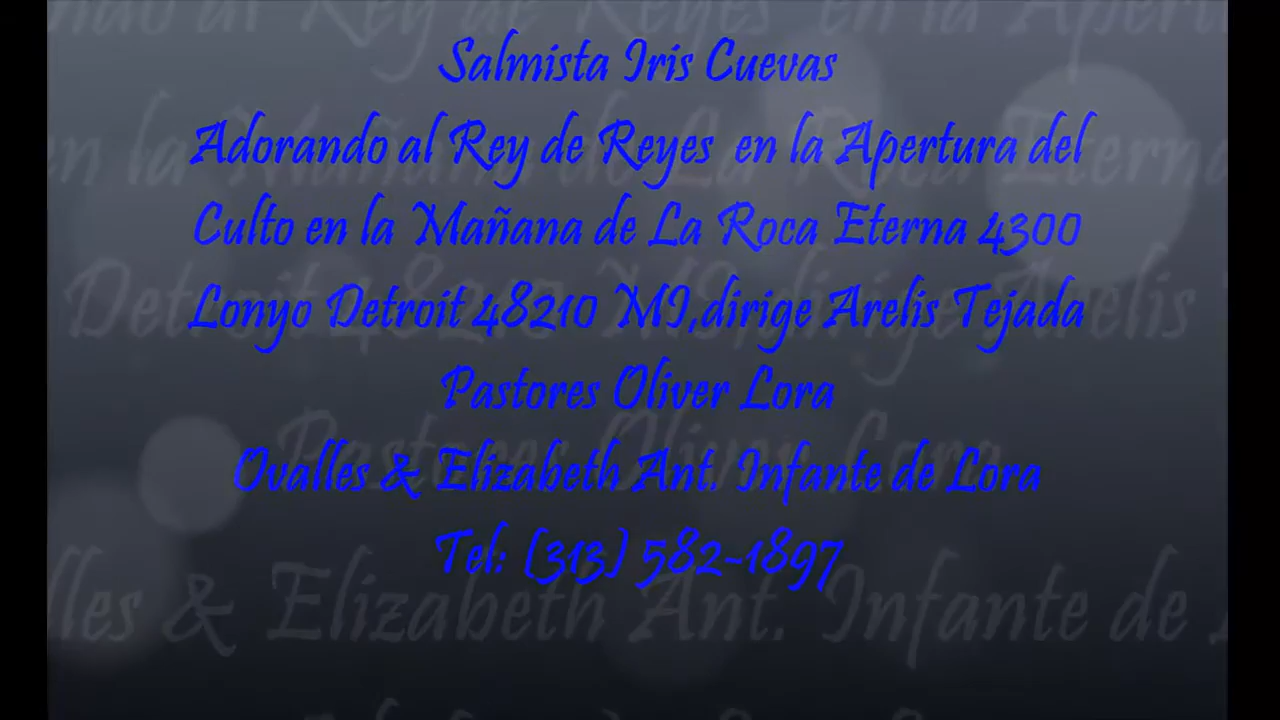 Salmista Iris Cuevas
Adorando al Rey de Reyes en la Apertura del
Culto en la Mañana de La Roca Eterna 4300
Lonyo Detroit 48210 MI,dirige Arelis Tejada
Pastores Oliver Lora
Ovalles & Elizabeth Ant. Infante de Lora
Tel: (313) 582-1897